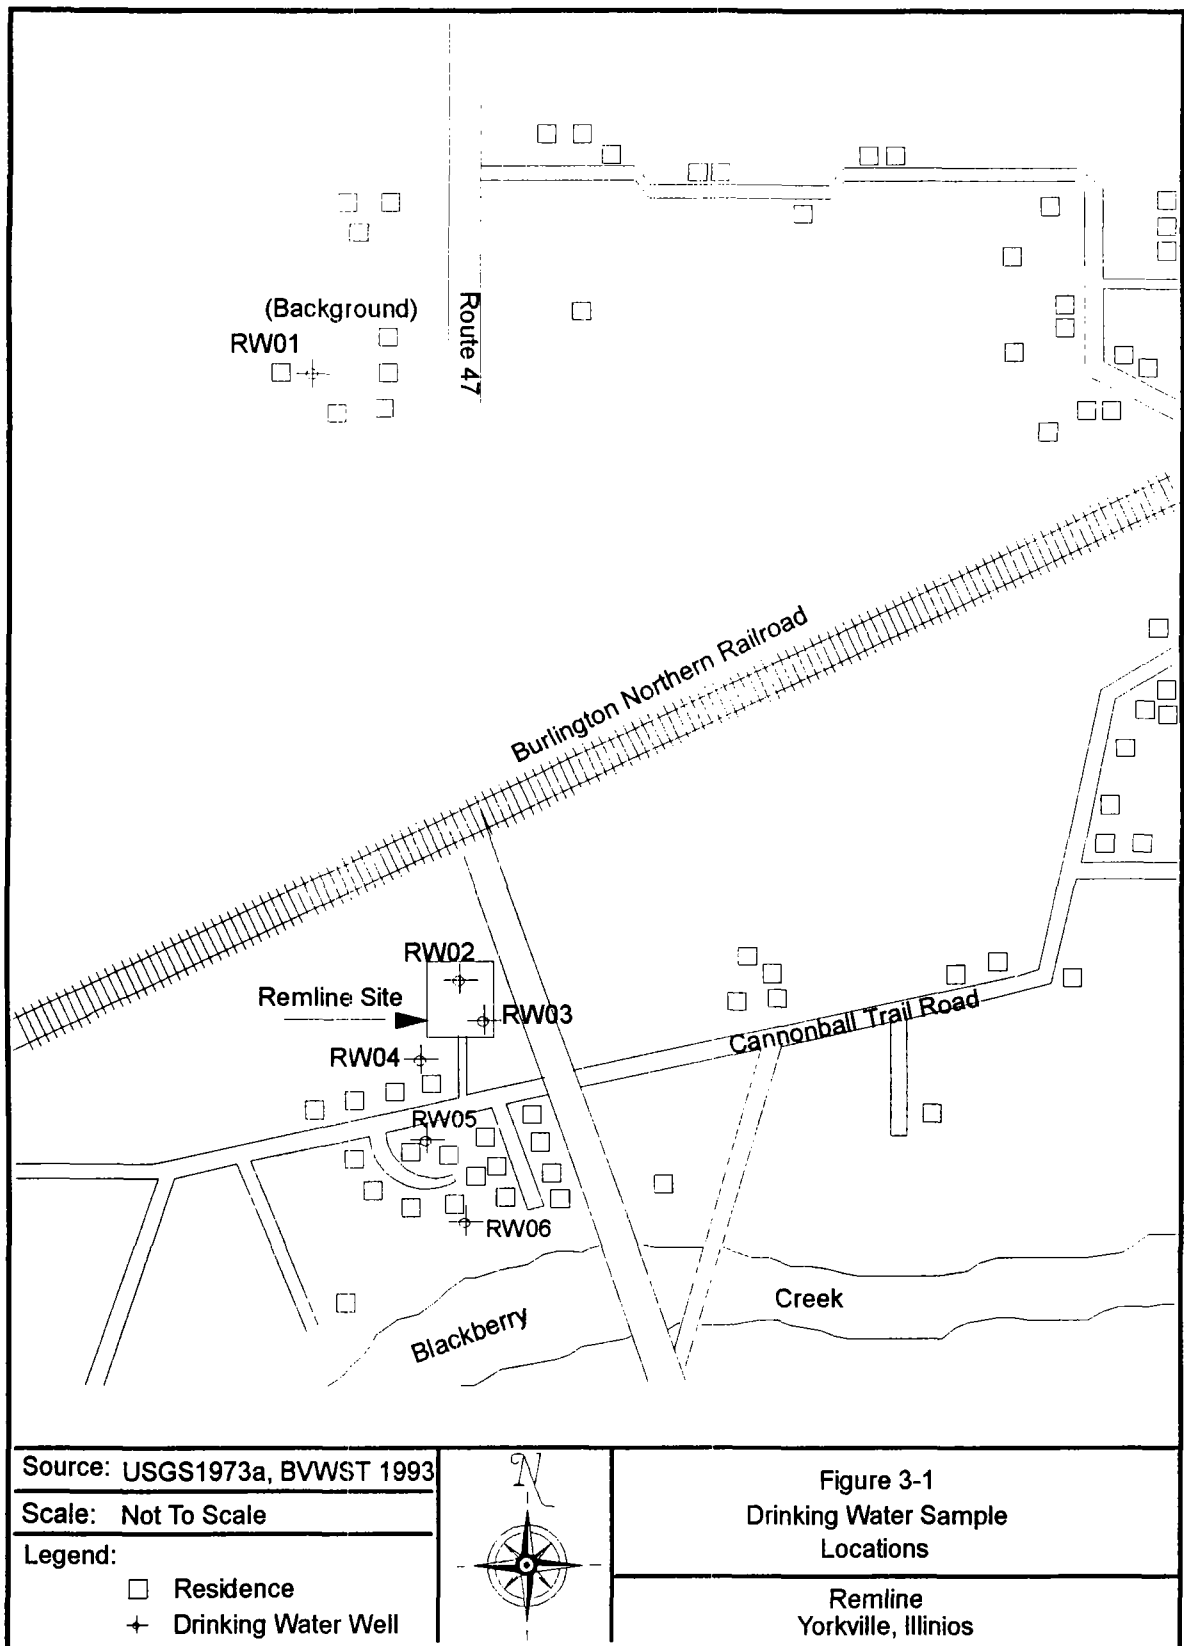 (Background)
RW01
Route 47
Burlington Northern Railroad
RW02
Remline Site
RW03
RW04
Cannonball Trail Road
RW05
RW06
Creek
Blackberry
Source: USGS1973a, BVWST 1993
Scale: Not To Scale
Legend:
Residence
Drinking Water Well
N
Figure 3-1
Drinking Water Sample
Locations
Remline
Yorkville, Illinios